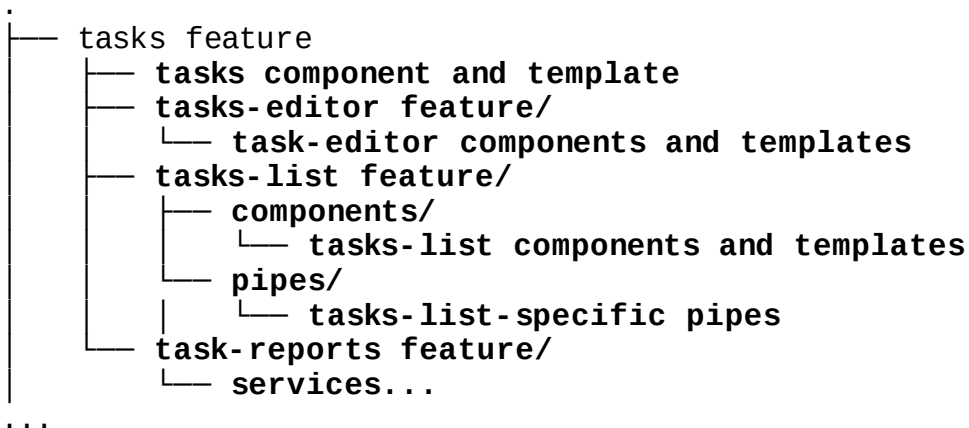 .
├── tasks feature
│   ├── tasks component and template
│   ├── tasks-editor feature/
│   │   └── task-editor components and templates
│   ├── tasks-list feature/
│   │   ├── components/
│   │   │   └── tasks-list components and templates
│   │   └── pipes/
│   │   │   └── tasks-list-specific pipes
│   └── task-reports feature/
│       └── services...
...